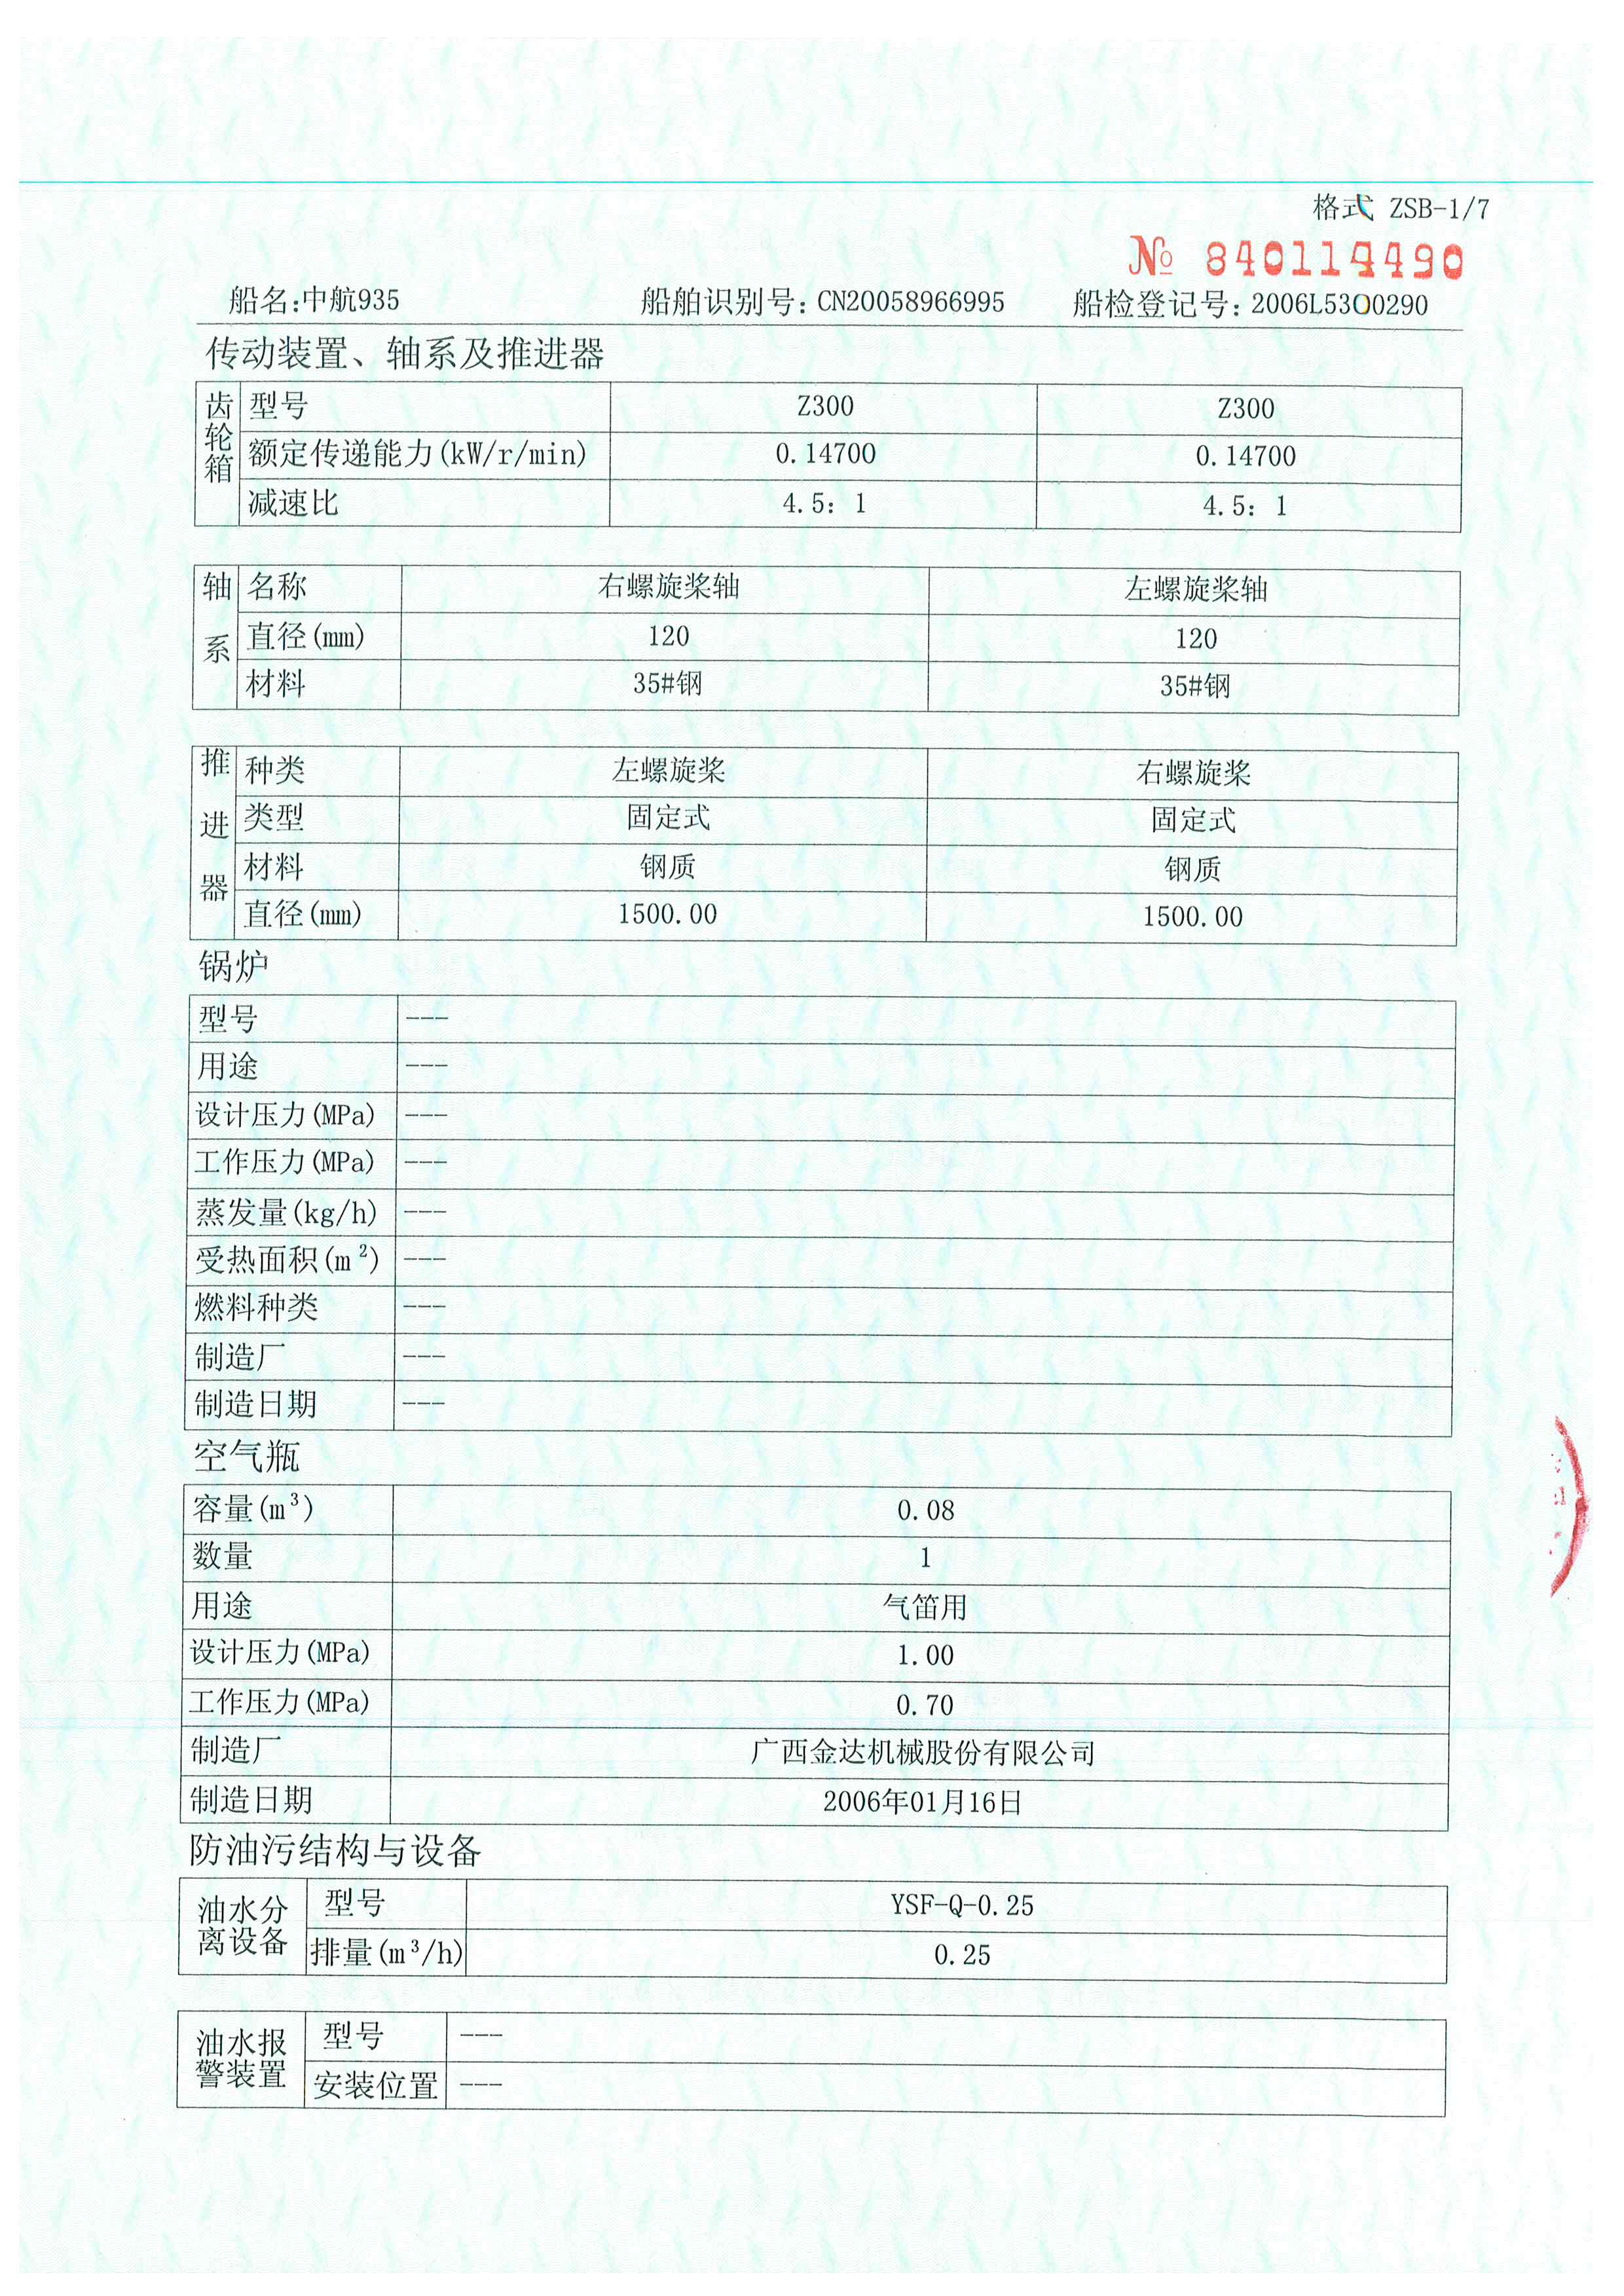 格式 ZSB-1/7
№ 840114490
船名:中航935 船舶识别号: CN20058966995 船检登记号: 2006L5300290
传动装置、轴系及推进器
齿轮箱 型号 Z300 Z300
额定传递能力(kW/r/min) 0.14700 0.14700
减速比 4.5: 1 4.5: 1
轴系 名称 右螺旋桨轴 左螺旋桨轴
直径(mm) 120 120
材料 35#钢 35#钢
推进器 种类 左螺旋桨 右螺旋桨
类型 固定式 固定式
材料 钢质 钢质
直径(mm) 1500.00 1500.00
锅炉
型号 ---
用途 ---
设计压力(MPa) ---
工作压力(MPa) ---
蒸发量(kg/h) ---
受热面积(m²) ---
燃料种类 ---
制造厂 ---
制造日期 ---
空气瓶
容量(m³) 0.08
数量 1
用途 气笛用
设计压力(MPa) 1.00
工作压力(MPa) 0.70
制造厂 广西金达机械股份有限公司
制造日期 2006年01月16日
防油污结构与设备
油水分离设备 型号 YSF-Q-0.25
排量(m³/h) 0.25
油水报警装置 型号 ---
安装位置 ---